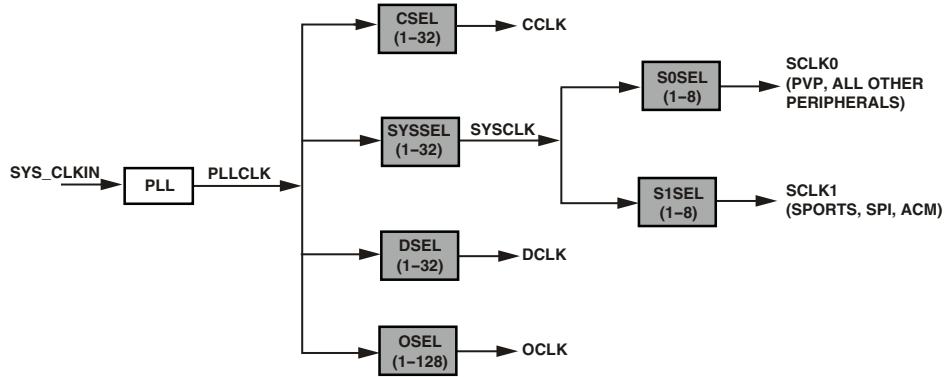 CSEL
(1–32)
CCLK
SYS_CLKIN
PLL
PLLCLK
SYSSEL
(1–32)
SYSCLK
S0SEL
(1–8)
SCLK0
(PVP, ALL OTHER
PERIPHERALS)
S1SEL
(1–8)
SCLK1
(SPORTS, SPI, ACM)
DSEL
(1–32)
DCLK
OSEL
(1–128)
OCLK